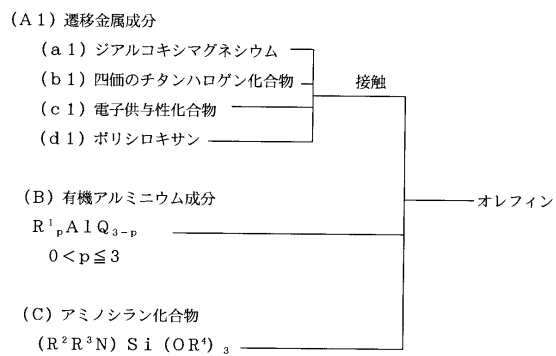 (A1)遷移金属成分
(a1)ジアルコキシマグネシウム
(b1)四価のチタンハロゲン化合物
接触
(c1)電子供与性化合物
(d1)ポリシロキサン
(B)有機アルミニウム成分
オレフィン
R¹ₚAlQ₃₋ₚ
0<p≦3
(C)アミノシラン化合物
(R²R³N)Si(OR⁴)₃